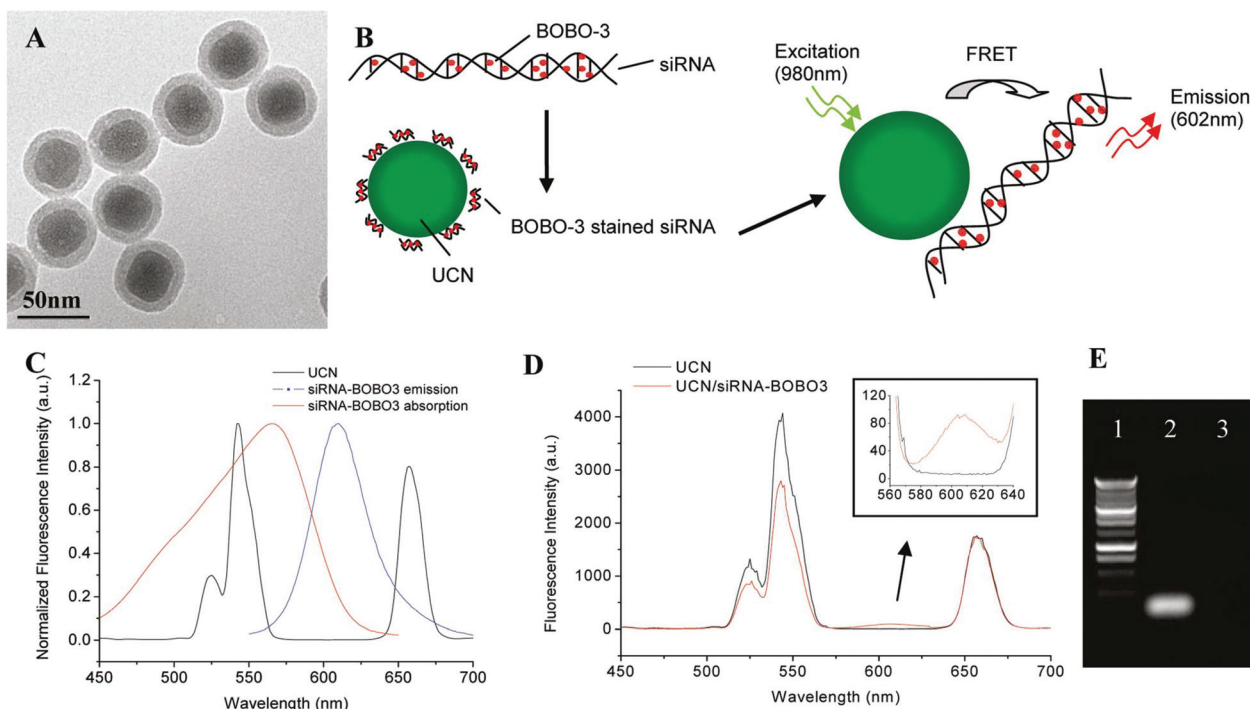 A
50nm
B
BOBO-3
siRNA
BOBO-3 stained siRNA
UCN
Excitation
(980nm)
FRET
Emission
(602nm)
C
Normalized Fluorescence Intensity (a.u.)
1.2
1.0
0.8
0.6
0.4
0.2
0.0
UCN
siRNA-BOBO3 emission
siRNA-BOBO3 absorption
450 500 550 600 650 700
Wavelength (nm)
D
Fluorescence Intensity (a.u.)
4000
3000
2000
1000
0
UCN
UCN/siRNA-BOBO3
120
80
40
0
560 580 600 620 640
450 500 550 600 650 700
Wavelength (nm)
E
1 2 3